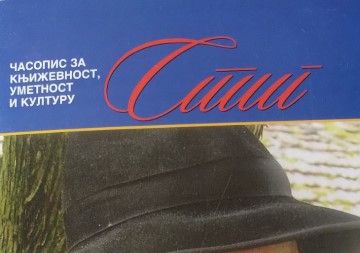 ЧАСОПИС ЗА
КЊИЖЕВНОСТ,
УМЕТНОСТ
И КУЛТУРУ
Стиг